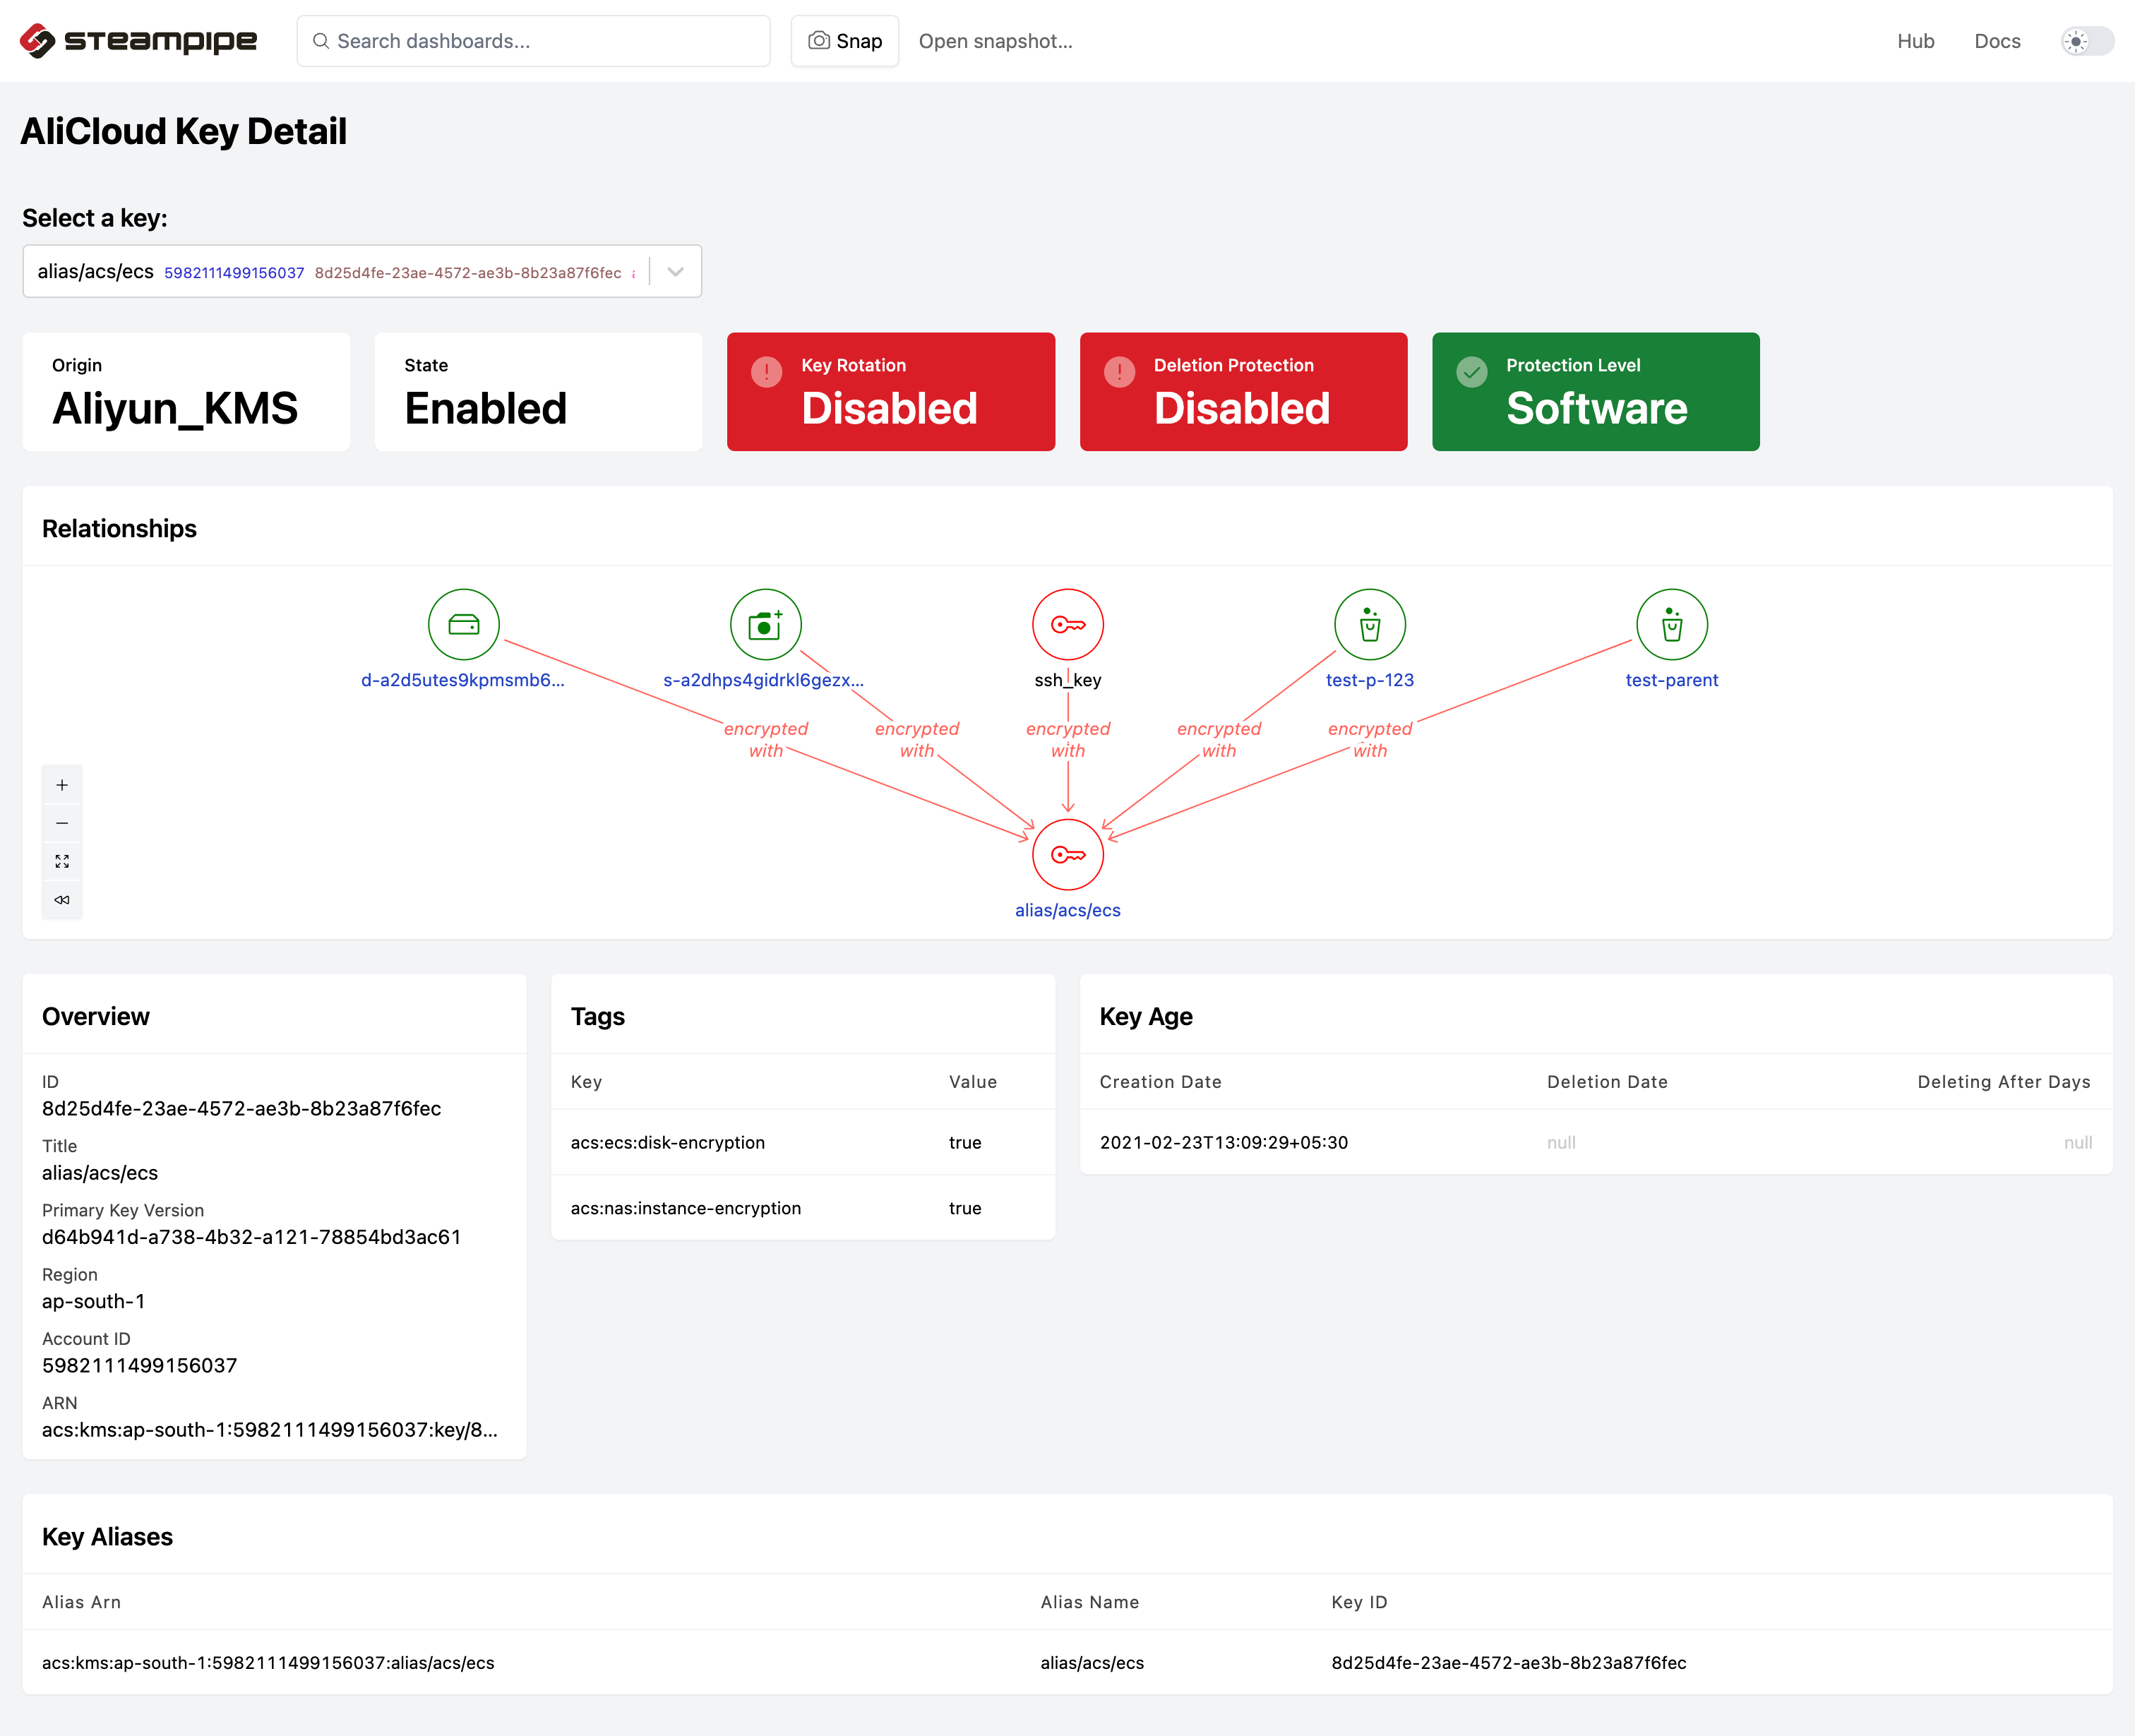 steampipe
Search dashboards...
Snap
Open snapshot...
Hub
Docs
AliCloud Key Detail
Select a key:
alias/acs/ecs 5982111499156037 8d25d4fe-23ae-4572-ae3b-8b23a87f6fec
Origin
Aliyun_KMS
State
Enabled
Key Rotation
Disabled
Deletion Protection
Disabled
Protection Level
Software
Relationships
d-a2d5utes9kpmsmb6...
s-a2dhps4gidrkl6gezx...
ssh_key
test-p-123
test-parent
encrypted
with
encrypted
with
encrypted
with
encrypted
with
encrypted
with
alias/acs/ecs
Overview
ID
8d25d4fe-23ae-4572-ae3b-8b23a87f6fec
Title
alias/acs/ecs
Primary Key Version
d64b941d-a738-4b32-a121-78854bd3ac61
Region
ap-south-1
Account ID
5982111499156037
ARN
acs:kms:ap-south-1:5982111499156037:key/8...
Tags
Key Value
acs:ecs:disk-encryption true
acs:nas:instance-encryption true
Key Age
Creation Date Deletion Date Deleting After Days
2021-02-23T13:09:29+05:30 null null
Key Aliases
Alias Arn Alias Name Key ID
acs:kms:ap-south-1:5982111499156037:alias/acs/ecs alias/acs/ecs 8d25d4fe-23ae-4572-ae3b-8b23a87f6fec